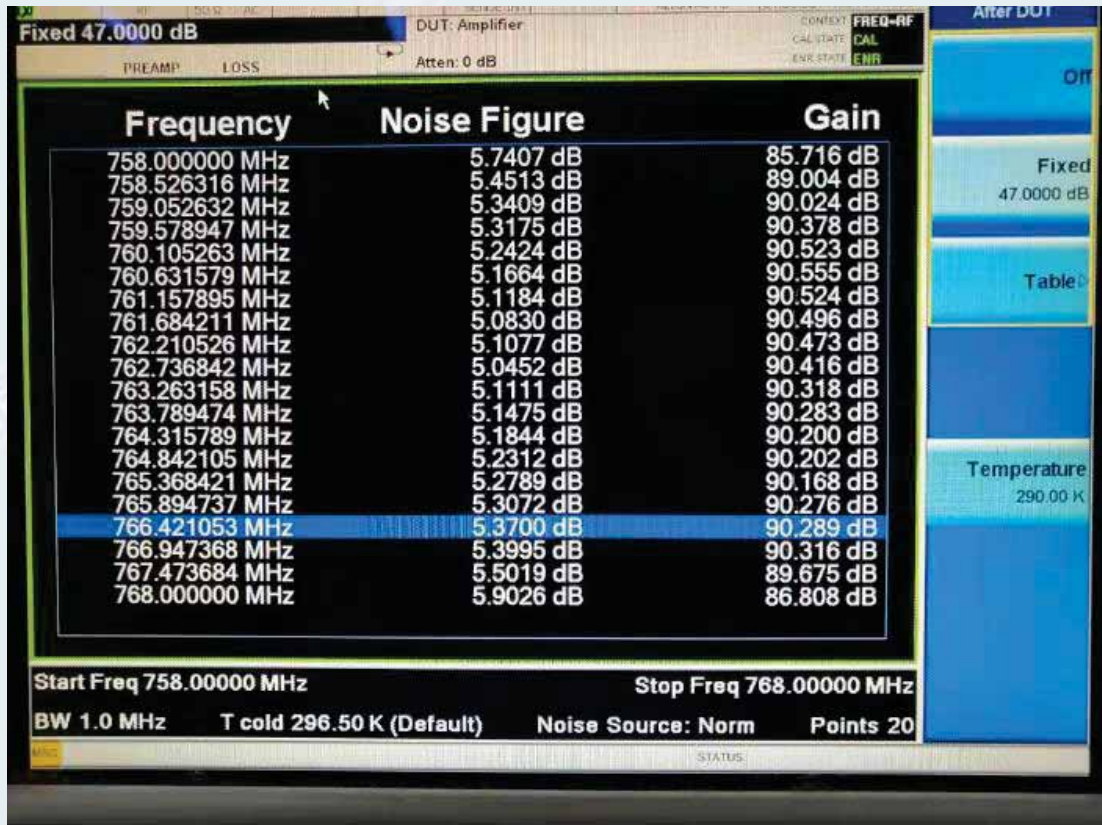 Fixed 47.0000 dB
PREAMP LOSS
DUT: Amplifier
Atten: 0 dB
CONTEXT FREQ-RF
CAL STATE CAL
ENR STATE ENR
After DUT
Off
Fixed
47.0000 dB
Table
Temperature
290.00 K
Frequency Noise Figure Gain
758.000000 MHz 5.7407 dB 85.716 dB
758.526316 MHz 5.4513 dB 89.004 dB
759.052632 MHz 5.3409 dB 90.024 dB
759.578947 MHz 5.3175 dB 90.378 dB
760.105263 MHz 5.2424 dB 90.523 dB
760.631579 MHz 5.1664 dB 90.555 dB
761.157895 MHz 5.1184 dB 90.524 dB
761.684211 MHz 5.0830 dB 90.496 dB
762.210526 MHz 5.1077 dB 90.473 dB
762.736842 MHz 5.0452 dB 90.416 dB
763.263158 MHz 5.1111 dB 90.318 dB
763.789474 MHz 5.1475 dB 90.283 dB
764.315789 MHz 5.1844 dB 90.200 dB
764.842105 MHz 5.2312 dB 90.202 dB
765.368421 MHz 5.2789 dB 90.168 dB
765.894737 MHz 5.3072 dB 90.276 dB
766.421053 MHz 5.3700 dB 90.289 dB
766.947368 MHz 5.3995 dB 90.316 dB
767.473684 MHz 5.5019 dB 89.675 dB
768.000000 MHz 5.9026 dB 86.808 dB
Start Freq 758.00000 MHz Stop Freq 768.00000 MHz
BW 1.0 MHz T cold 296.50 K (Default) Noise Source: Norm Points 20
MSG STATUS